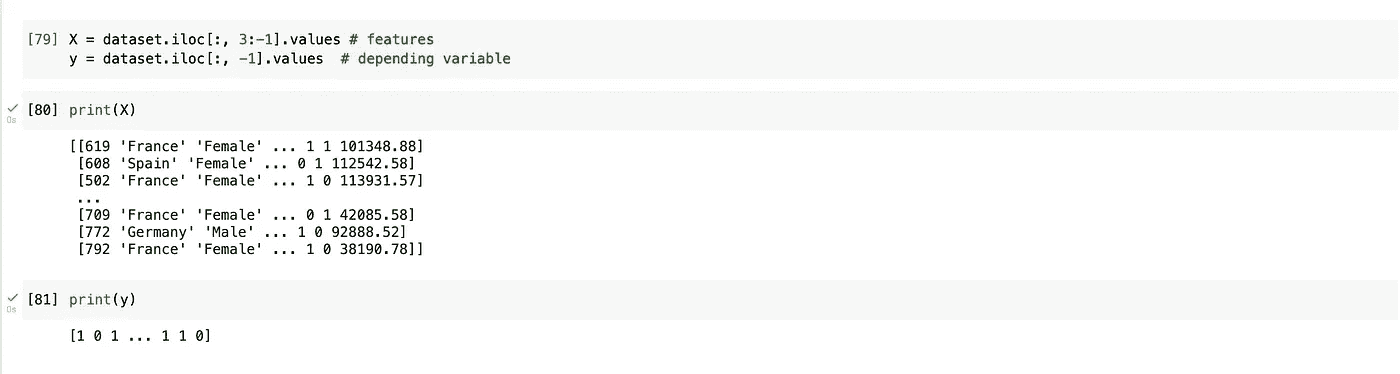 [79] X = dataset.iloc[:, 3:-1].values # features
y = dataset.iloc[:, -1].values  # depending variable
✓ [80] print(X)
0s
[[619 'France' 'Female' ... 1 1 101348.88]
 [608 'Spain' 'Female' ... 0 1 112542.58]
 [502 'France' 'Female' ... 1 0 113931.57]
 ...
 [709 'France' 'Female' ... 0 1 42085.58]
 [772 'Germany' 'Male' ... 1 0 92888.52]
 [792 'France' 'Female' ... 1 0 38190.78]]
✓ [81] print(y)
0s
[1 0 1 ... 1 1 0]